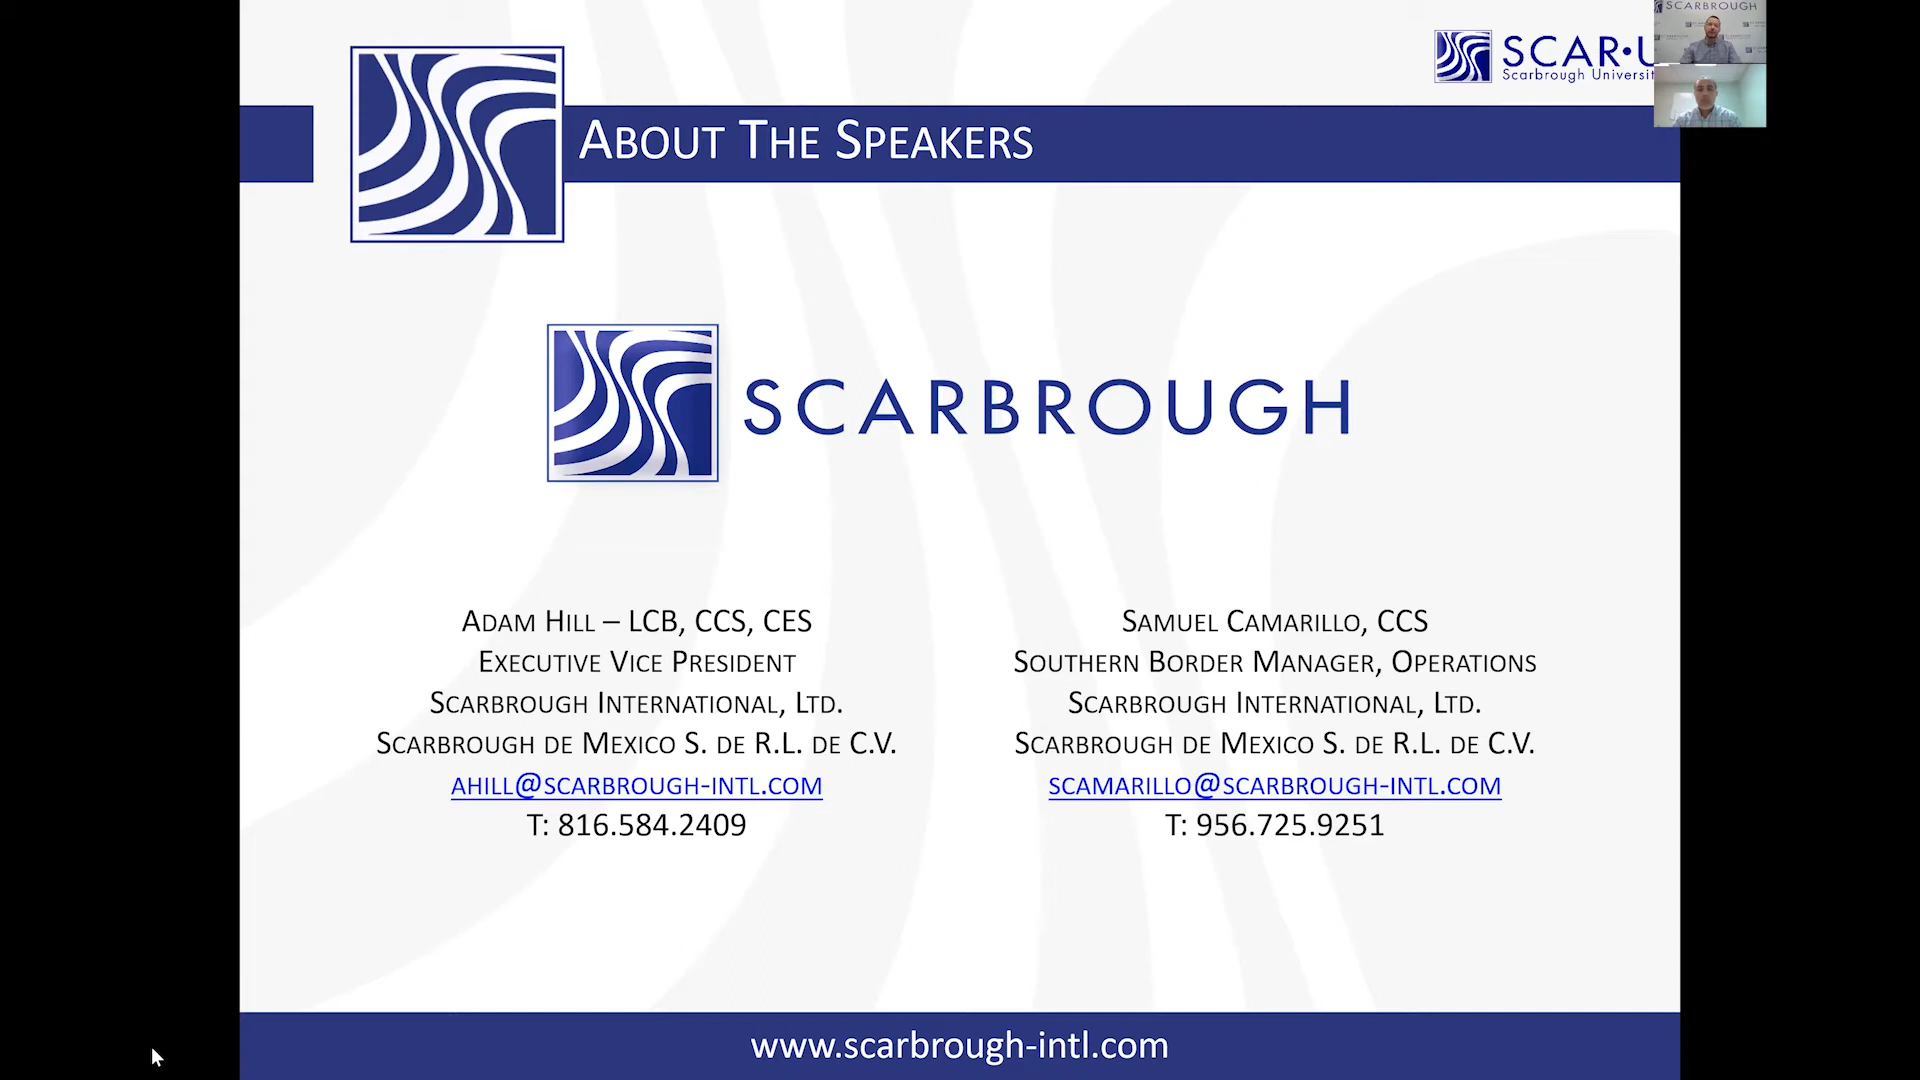 SCARBROUGH
SCAR•U
Scarbrough Universit
ABOUT THE SPEAKERS
SCARBROUGH
ADAM HILL – LCB, CCS, CES
EXECUTIVE VICE PRESIDENT
SCARBROUGH INTERNATIONAL, LTD.
SCARBROUGH DE MEXICO S. DE R.L. DE C.V.
AHILL@SCARBROUGH-INTL.COM
T: 816.584.2409
SAMUEL CAMARILLO, CCS
SOUTHERN BORDER MANAGER, OPERATIONS
SCARBROUGH INTERNATIONAL, LTD.
SCARBROUGH DE MEXICO S. DE R.L. DE C.V.
SCAMARILLO@SCARBROUGH-INTL.COM
T: 956.725.9251
www.scarbrough-intl.com